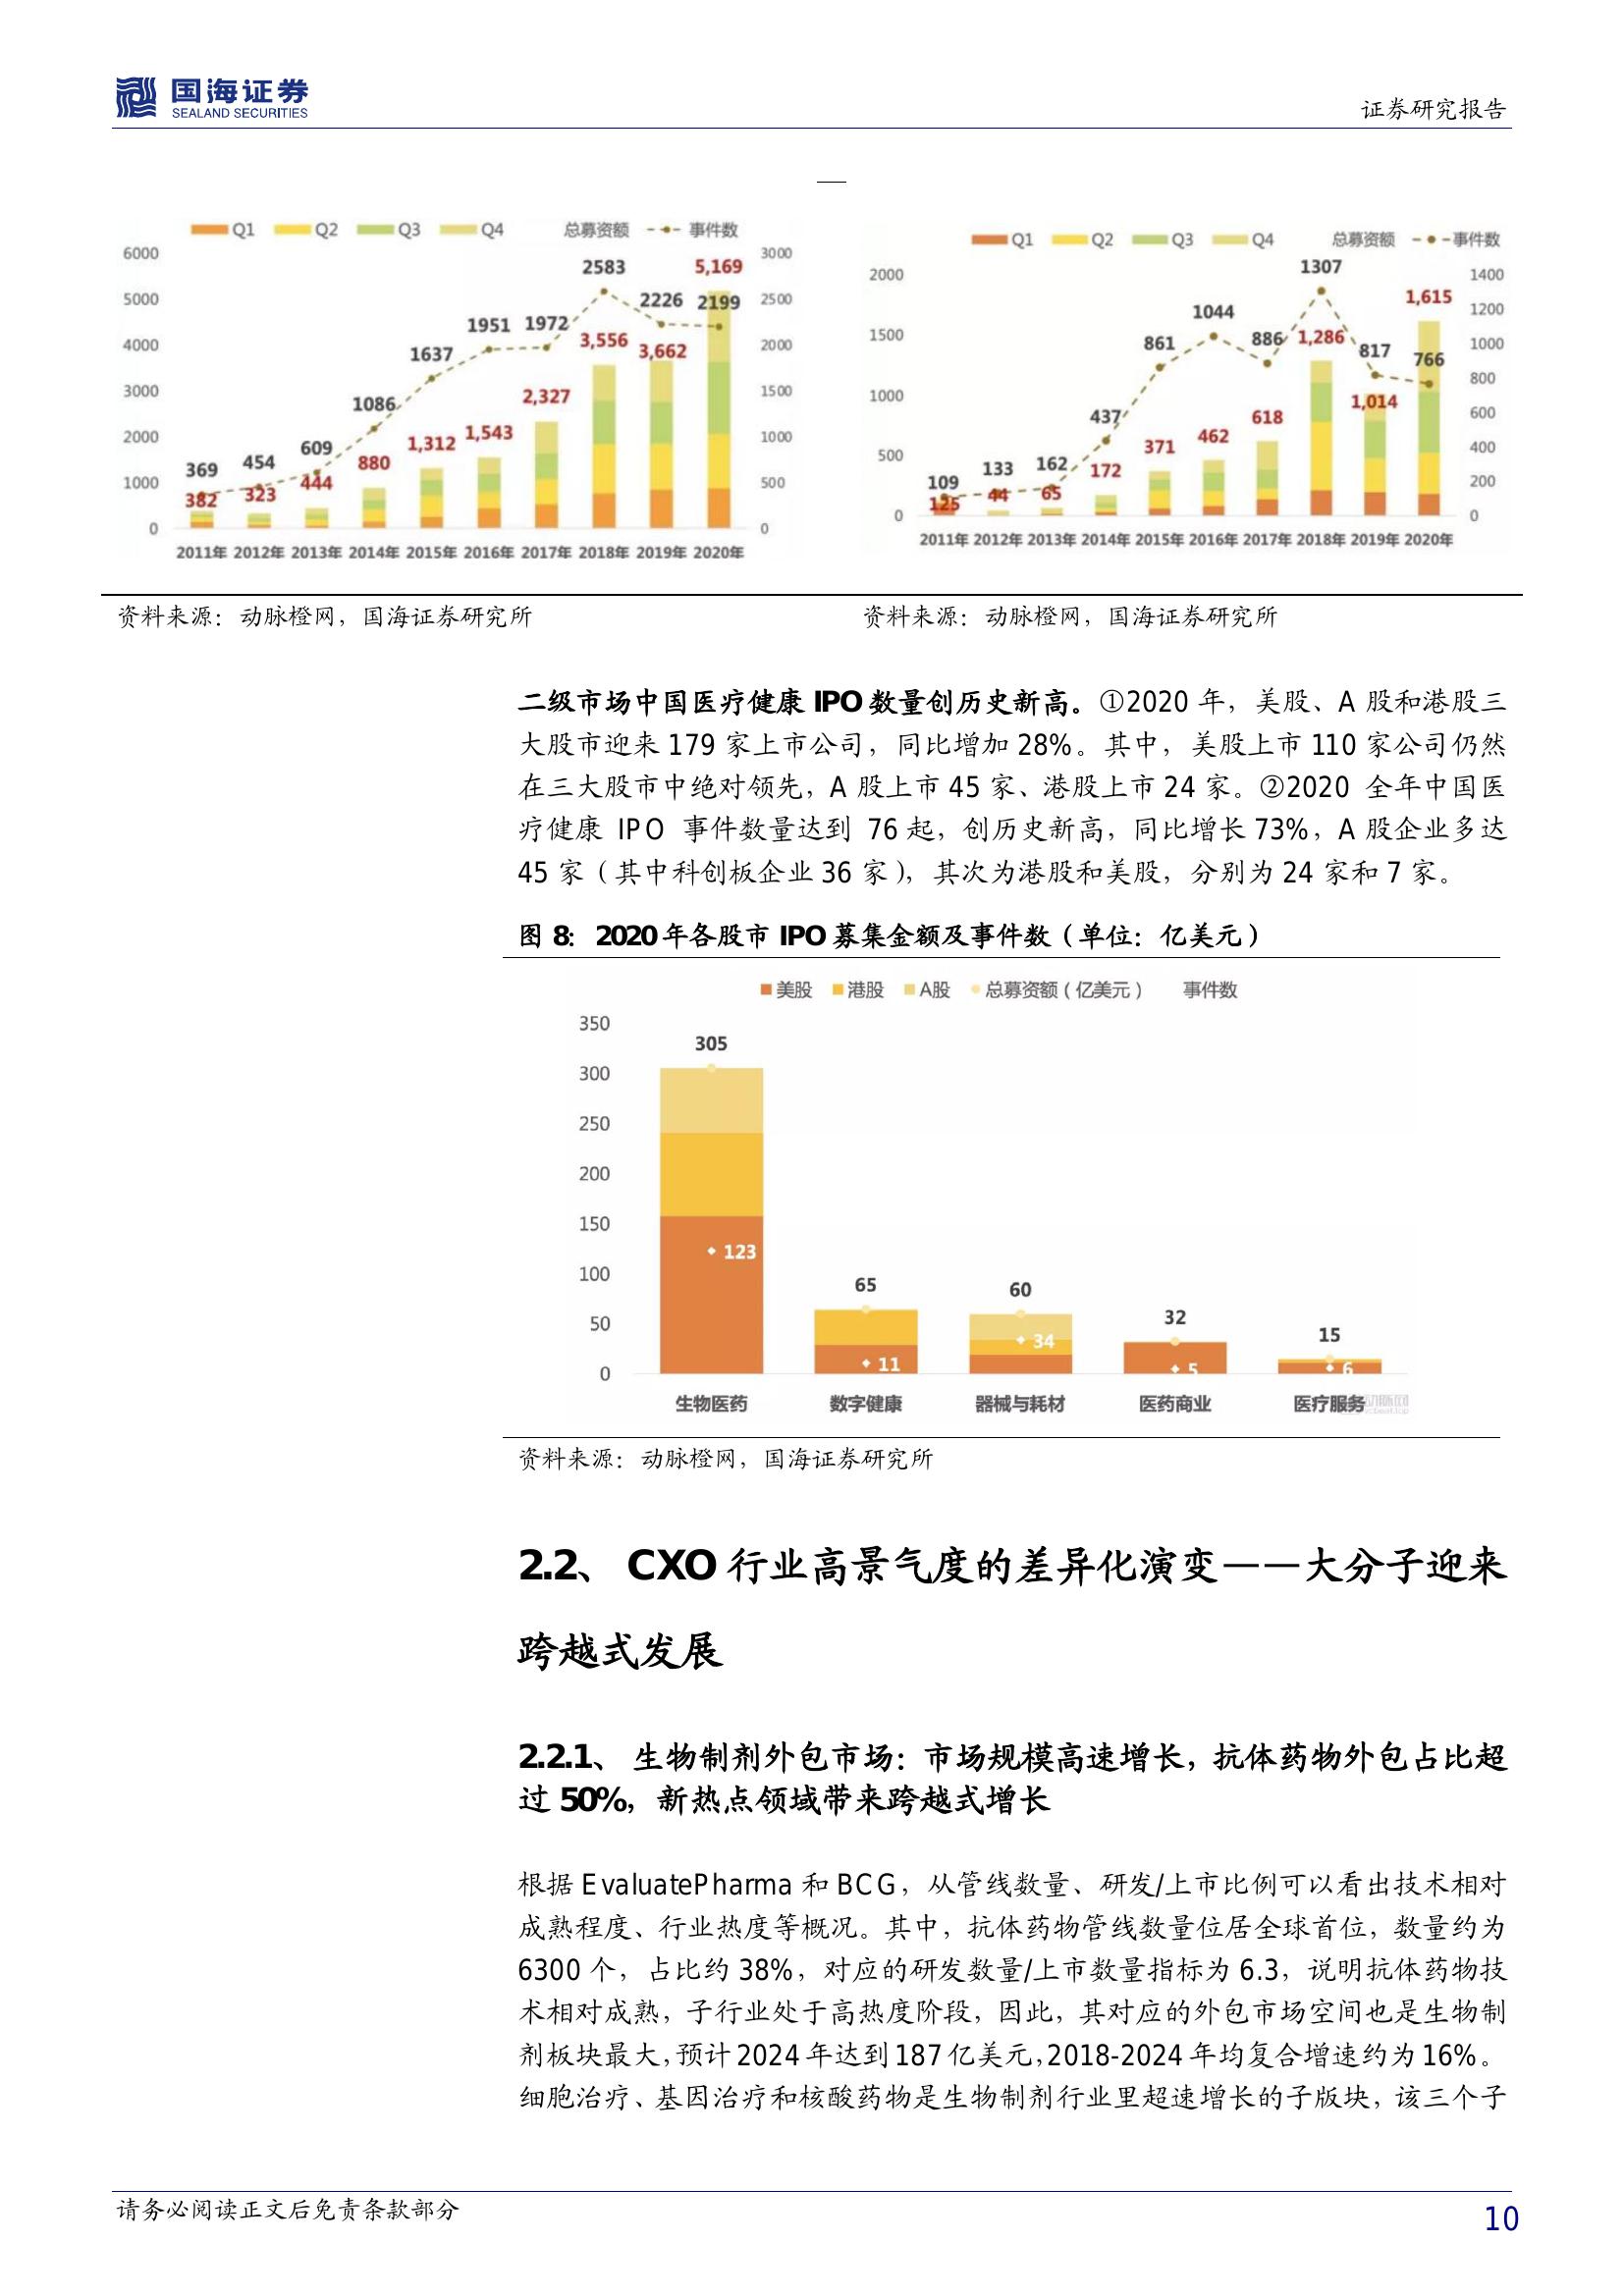 国海证券
SEALAND SECURITIES
证券研究报告
Q1 Q2 Q3 Q4 总募资额 事件数
6000 5000 4000 3000 2000 1000 0
3000 2500 2000 1500 1000 500 0
369 454 609 1086 1637 1951 1972 2583 2226 2199
382 323 444 880 1,312 1,543 2,327 3,556 3,662 5,169
2011年 2012年 2013年 2014年 2015年 2016年 2017年 2018年 2019年 2020年
Q1 Q2 Q3 Q4 总募资额 事件数
2000 1500 1000 500 0
1400 1200 1000 800 600 400 200 0
109 133 162 437 861 1044 886 1307 817 766
125 44 65 172 371 462 618 1,286 1,014 1,615
2011年 2012年 2013年 2014年 2015年 2016年 2017年 2018年 2019年 2020年
资料来源：动脉橙网，国海证券研究所
资料来源：动脉橙网，国海证券研究所
二级市场中国医疗健康 IPO 数量创历史新高。①2020 年，美股、A 股和港股三
大股市迎来 179 家上市公司，同比增加 28%。其中，美股上市 110 家公司仍然
在三大股市中绝对领先，A 股上市 45 家、港股上市 24 家。②2020 全年中国医
疗健康 IPO 事件数量达到 76 起，创历史新高，同比增长 73%，A 股企业多达
45 家（其中科创板企业 36 家），其次为港股和美股，分别为 24 家和 7 家。
图 8：2020 年各股市 IPO 募集金额及事件数（单位：亿美元）
美股 港股 A股 总募资额（亿美元） 事件数
350
300
250
200
150
100
50
0
305 65 60 32 15
123 11 34 5 6
生物医药 数字健康 器械与耗材 医药商业 医疗服务
资料来源：动脉橙网，国海证券研究所
2.2、 CXO 行业高景气度的差异化演变——大分子迎来
跨越式发展
2.2.1、 生物制剂外包市场：市场规模高速增长，抗体药物外包占比超
过 50%，新热点领域带来跨越式增长
根据 EvaluatePharma 和 BCG，从管线数量、研发/上市比例可以看出技术相对
成熟程度、行业热度等概况。其中，抗体药物管线数量位居全球首位，数量约为
6300 个，占比约 38%，对应的研发数量/上市数量指标为 6.3，说明抗体药物技
术相对成熟，子行业处于高热度阶段，因此，其对应的外包市场空间也是生物制
剂板块最大，预计 2024 年达到 187 亿美元，2018-2024 年均复合增速约为 16%。
细胞治疗、基因治疗和核酸药物是生物制剂行业里超速增长的子版块，该三个子
请务必阅读正文后免责条款部分
10